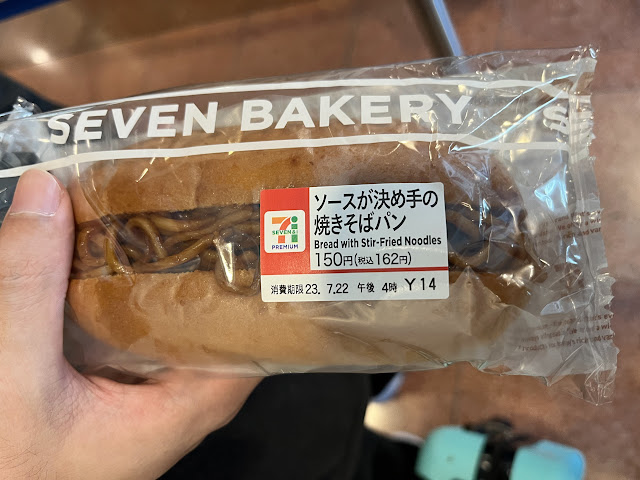 SEVEN BAKERY
ソースが決め手の
焼きそばパン
Bread with Stir-Fried Noodles
150円(税込162円)
SEVEN&i
PREMIUM
消費期限23. 7.22 午後 4時 Y14